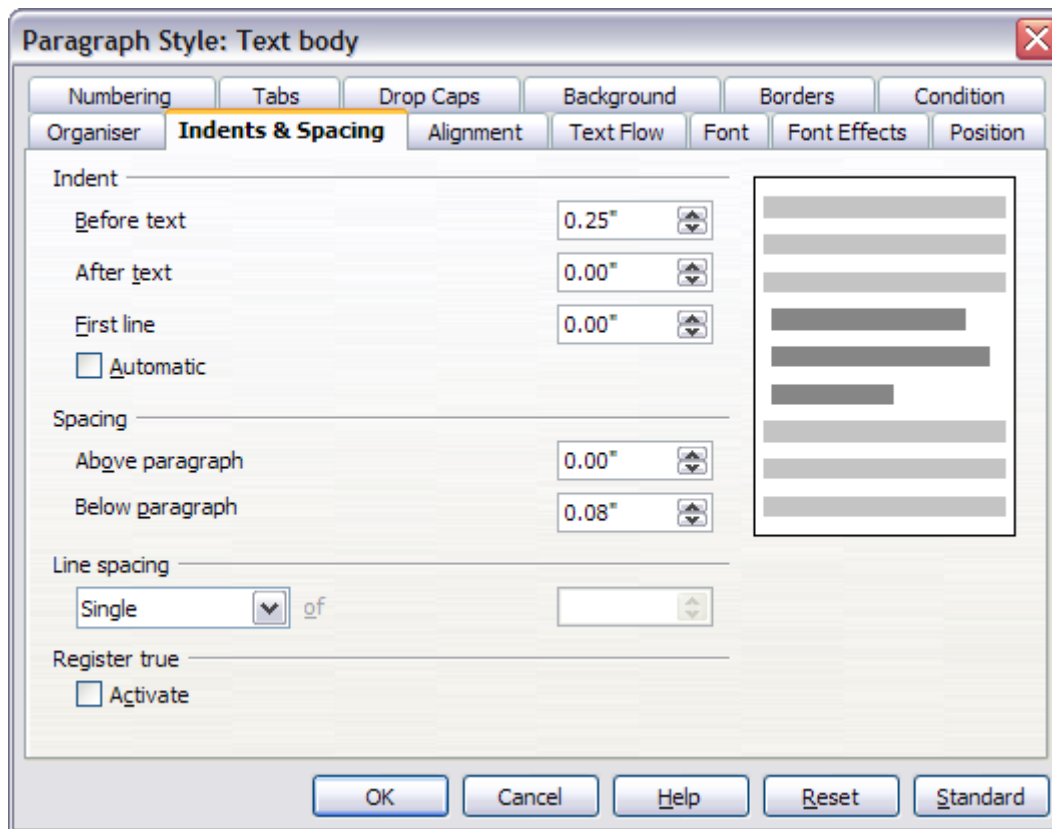 Paragraph Style: Text body
Numbering Tabs Drop Caps Background Borders Condition
Organiser Indents & Spacing Alignment Text Flow Font Font Effects Position
Indent
Before text 0.25"
After text 0.00"
First line 0.00"
Automatic
Spacing
Above paragraph 0.00"
Below paragraph 0.08"
Line spacing
Single of
Register true
Activate
OK Cancel Help Reset Standard